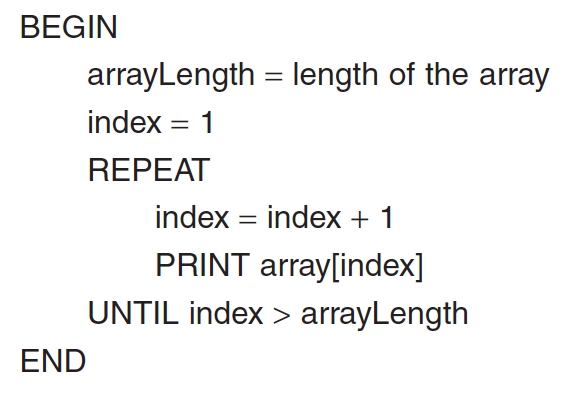 BEGIN
arrayLength = length of the array
index = 1
REPEAT
index = index + 1
PRINT array[index]
UNTIL index > arrayLength
END